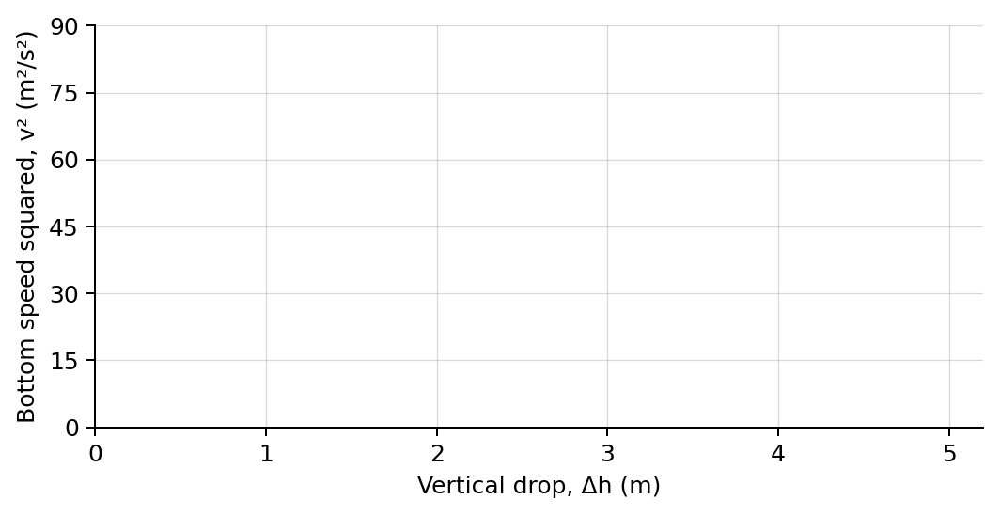 Bottom speed squared, v² (m²/s²)
90
75
60
45
30
15
0
0 1 2 3 4 5
Vertical drop, Δh (m)